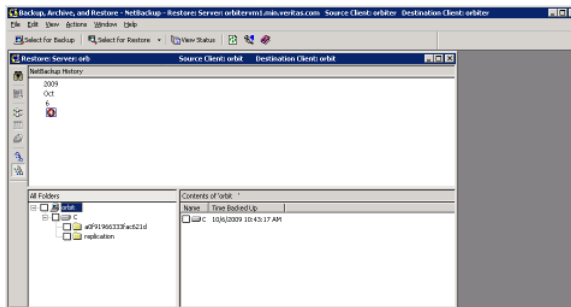 Backup, Archive, and Restore - NetBackup - Restore: Server: orbitervm1.min.veritas.com Source Client: orbiter Destination Client: orbiter
File Edit View Actions Window Help
Select for Backup Select for Restore View Status
Restore: Server: orb Source Client: orbit Destination Client: orbit
NetBackup History
2009
Oct
6
All Folders Contents of 'orbit '
Name Time Backed Up
orbit
C 10/6/2009 10:43:17 AM
C
a0f91966333fac621d
replication